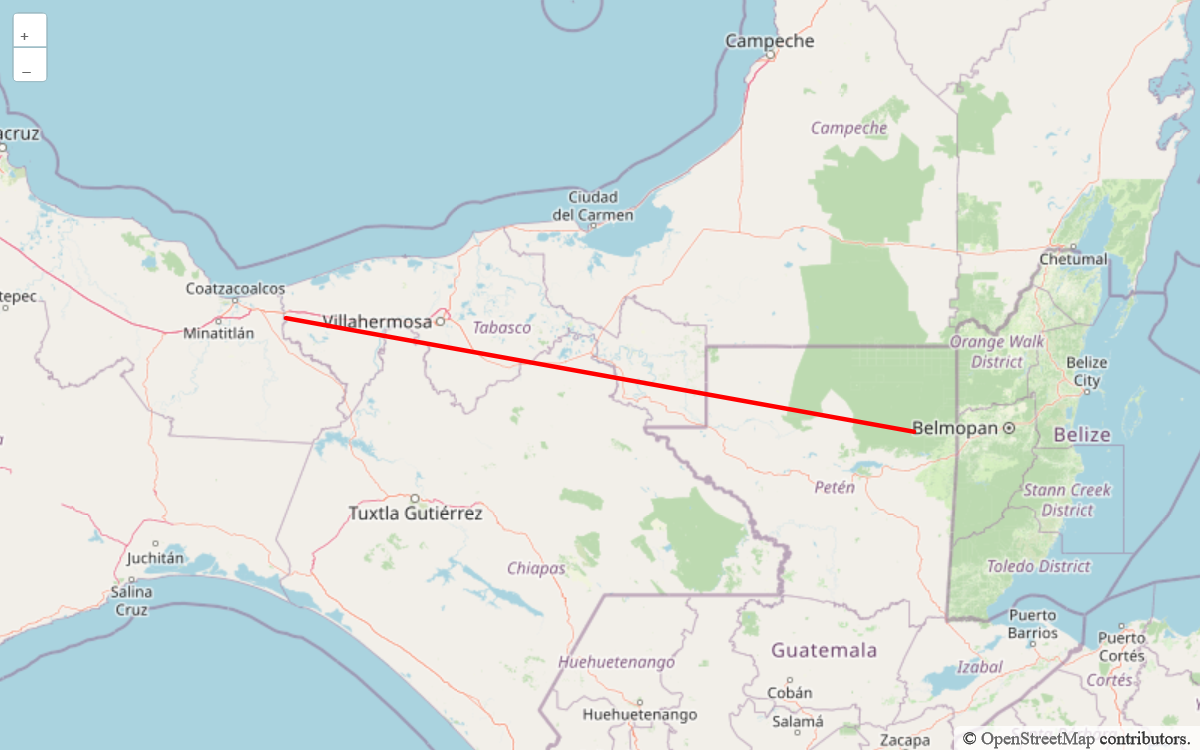 +
−
Campeche
acruz
Campeche
Ciudad
del Carmen
Chetumal
Coatzacoalcos
tepec
Minatitlán
Villahermosa
Tabasco
Orange Walk
District
Belize
City
Belmopan
Belize
Petén
Stann Creek
District
Tuxtla Gutiérrez
Juchitán
Chiapas
Toledo District
Salina
Cruz
Puerto
Barrios
Puerto
Cortés
Guatemala
Huehuetenango
Izabal
Cortés
Cobán
Huehuetenango
Salamá
Zacapa
© OpenStreetMap contributors.